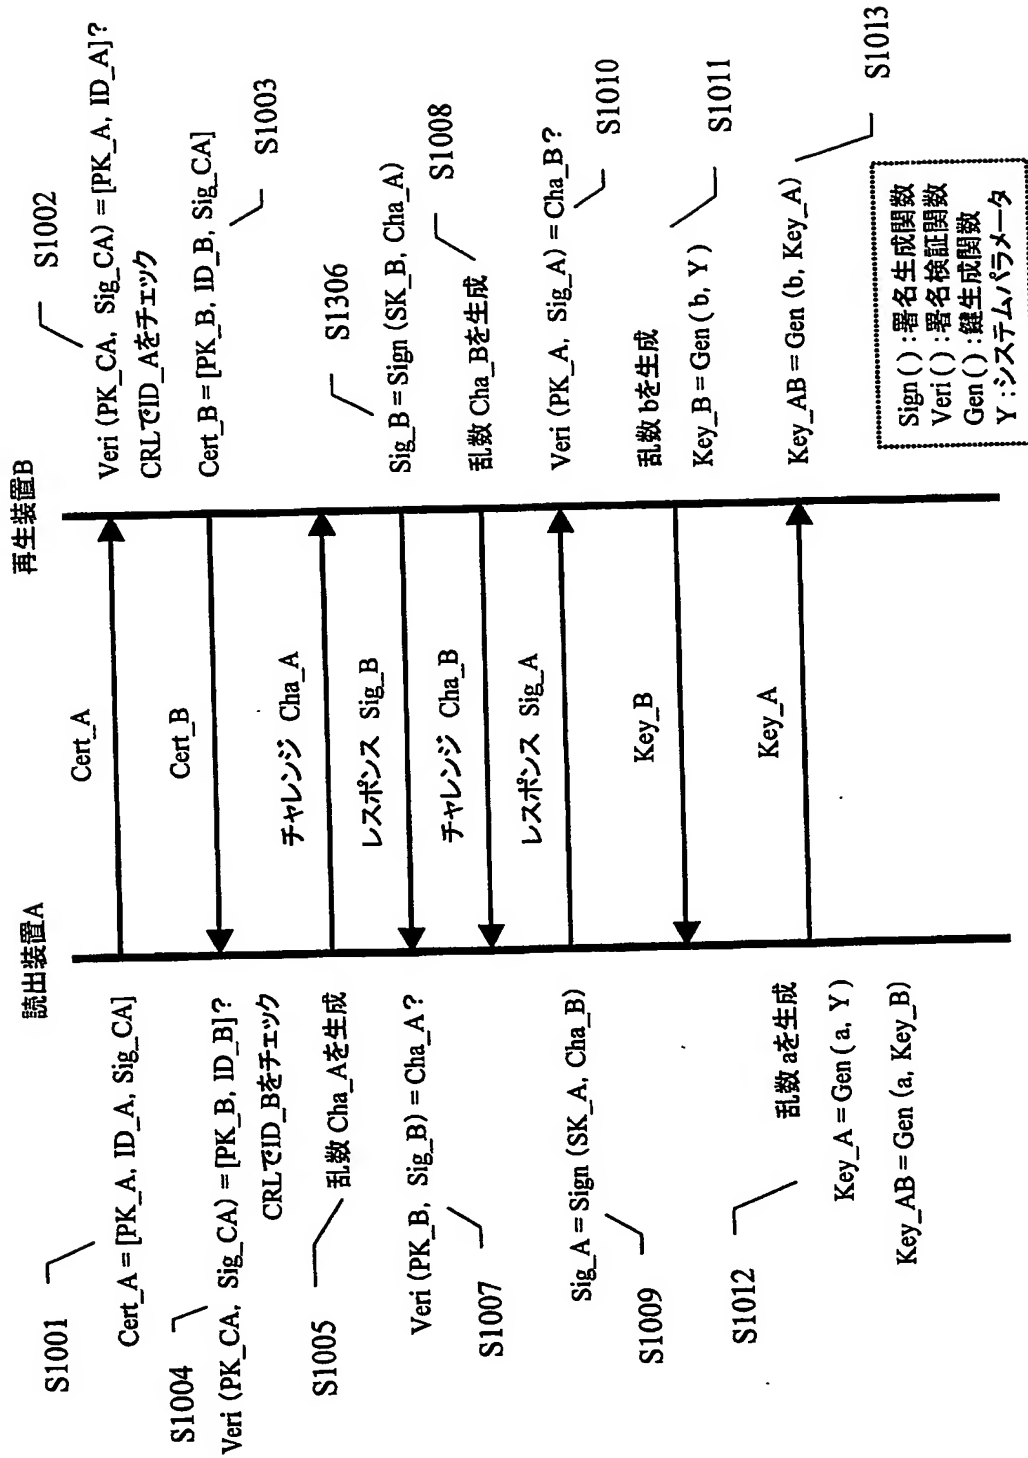 読出装置A
再生装置B
S1001
Cert_A = [PK_A, ID_A, Sig_CA]
Cert_A
S1002
Veri (PK_CA, Sig_CA) = [PK_A, ID_A]?
CRLでID_Aをチェック
Cert_B = [PK_B, ID_B, Sig_CA]
S1003
Cert_B
S1004
Veri (PK_CA, Sig_CA) = [PK_B, ID_B]?
CRLでID_Bをチェック
S1005
乱数 Cha_Aを生成
チャレンジ Cha_A
S1306
Sig_B = Sign (SK_B, Cha_A)
レスポンス Sig_B
Veri (PK_B, Sig_B) = Cha_A?
S1007
乱数 Cha_Bを生成
S1008
チャレンジ Cha_B
Sig_A = Sign (SK_A, Cha_B)
S1009
レスポンス Sig_A
Veri (PK_A, Sig_A) = Cha_B?
S1010
乱数 bを生成
S1011
Key_B = Gen ( b, Y )
Key_B
S1012
乱数 aを生成
Key_A = Gen ( a, Y )
Key_AB = Gen (a, Key_B)
Key_A
Key_AB = Gen (b, Key_A)
S1013
Sign ( ) : 署名生成関数
Veri ( ) : 署名検証関数
Gen ( ) : 鍵生成関数
Y : システムパラメータ